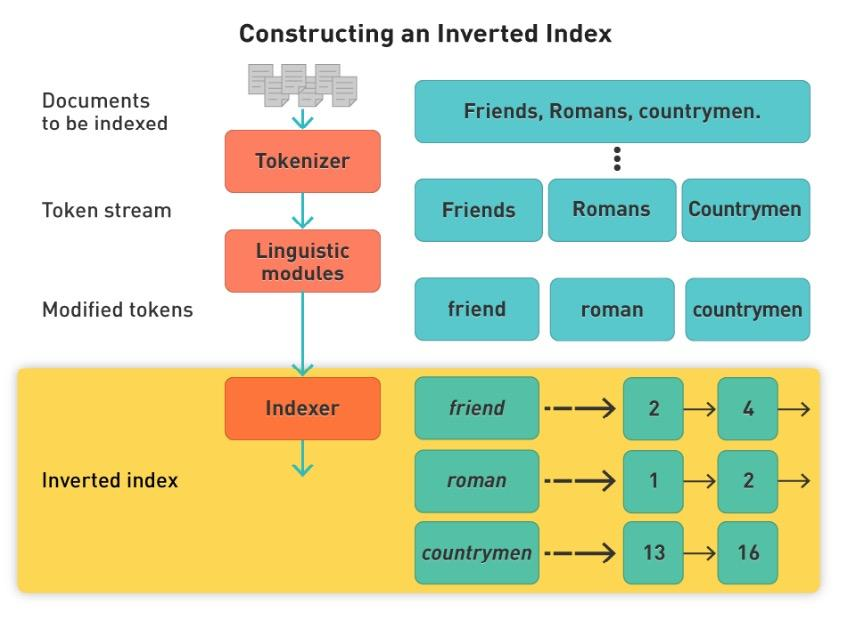 Constructing an Inverted Index
Documents
to be indexed
Friends, Romans, countrymen.
Tokenizer
Token stream
Friends
Romans
Countrymen
Linguistic
modules
Modified tokens
friend
roman
countrymen
Indexer
friend
2
4
Inverted index
roman
1
2
countrymen
13
16